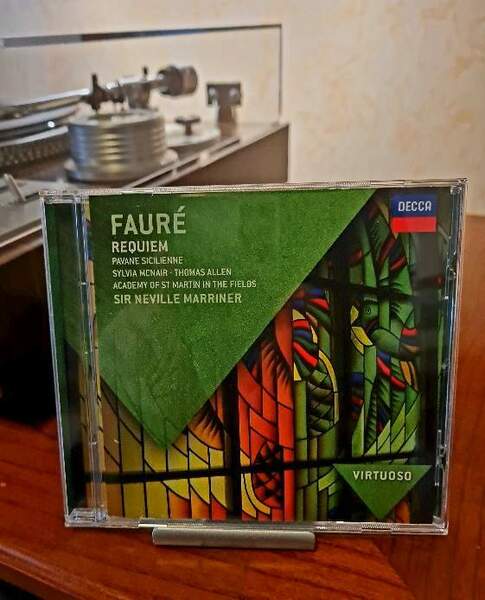 FAURÉ
REQUIEM
PAVANE SICILIENNE
SYLVIA MCNAIR · THOMAS ALLEN
ACADEMY OF ST MARTIN IN THE FIELDS
SIR NEVILLE MARRINER
DECCA
VIRTUOSO